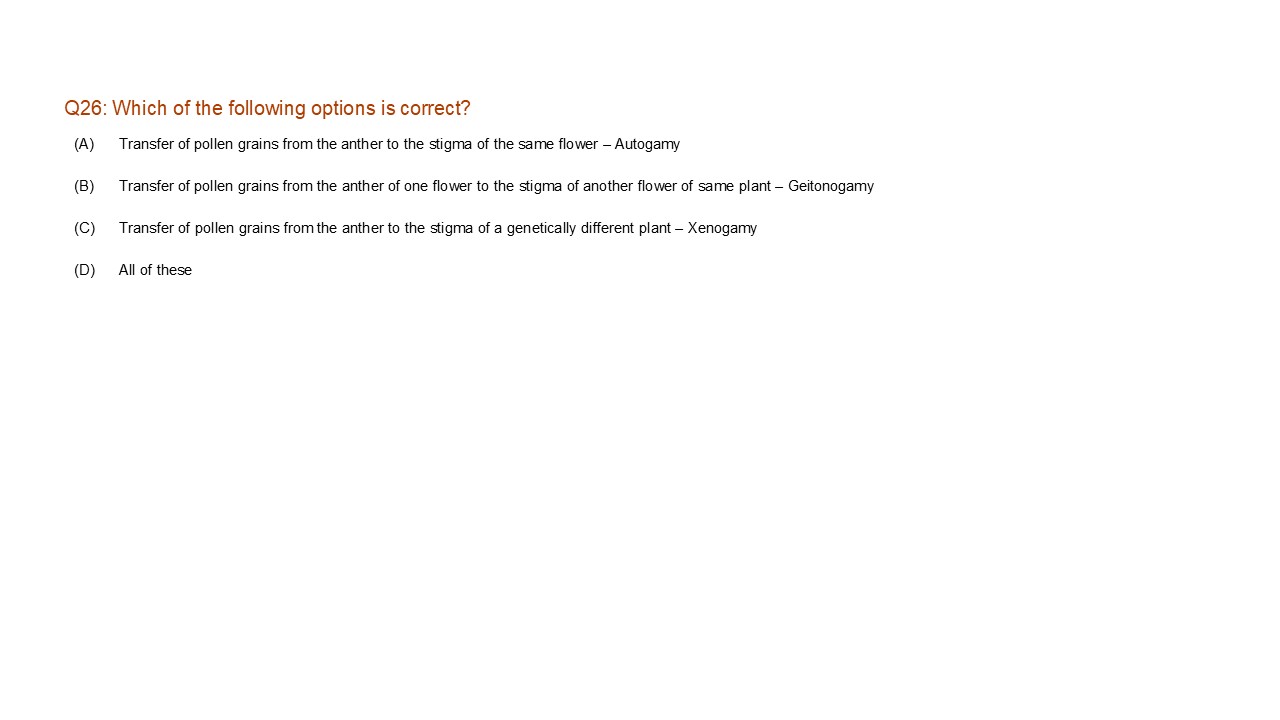 Q26: Which of the following options is correct?
(A) Transfer of pollen grains from the anther to the stigma of the same flower – Autogamy
(B) Transfer of pollen grains from the anther of one flower to the stigma of another flower of same plant – Geitonogamy
(C) Transfer of pollen grains from the anther to the stigma of a genetically different plant – Xenogamy
(D) All of these